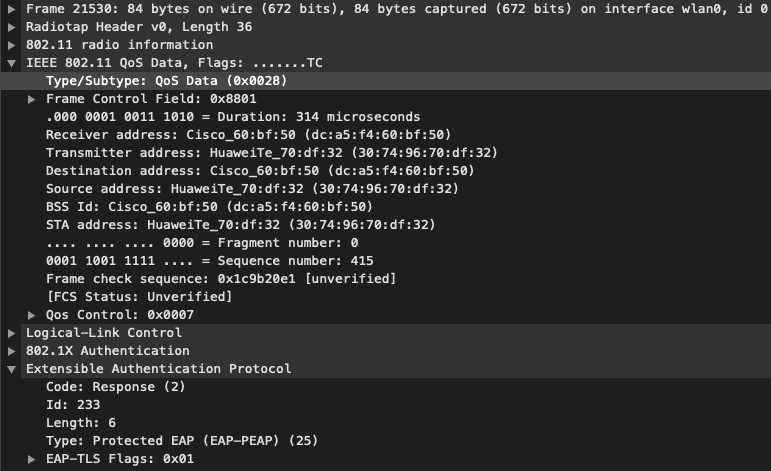 Frame 21530: 84 bytes on wire (672 bits), 84 bytes captured (672 bits) on interface wlan0, id 0
Radiotap Header v0, Length 36
802.11 radio information
IEEE 802.11 QoS Data, Flags: .......TC
Type/Subtype: QoS Data (0x0028)
Frame Control Field: 0x8801
.000 0001 0011 1010 = Duration: 314 microseconds
Receiver address: Cisco_60:bf:50 (dc:a5:f4:60:bf:50)
Transmitter address: HuaweiTe_70:df:32 (30:74:96:70:df:32)
Destination address: Cisco_60:bf:50 (dc:a5:f4:60:bf:50)
Source address: HuaweiTe_70:df:32 (30:74:96:70:df:32)
BSS Id: Cisco_60:bf:50 (dc:a5:f4:60:bf:50)
STA address: HuaweiTe_70:df:32 (30:74:96:70:df:32)
.... .... .... 0000 = Fragment number: 0
0001 1001 1111 .... = Sequence number: 415
Frame check sequence: 0x1c9b20e1 [unverified]
[FCS Status: Unverified]
Qos Control: 0x0007
Logical-Link Control
802.1X Authentication
Extensible Authentication Protocol
Code: Response (2)
Id: 233
Length: 6
Type: Protected EAP (EAP-PEAP) (25)
EAP-TLS Flags: 0x01